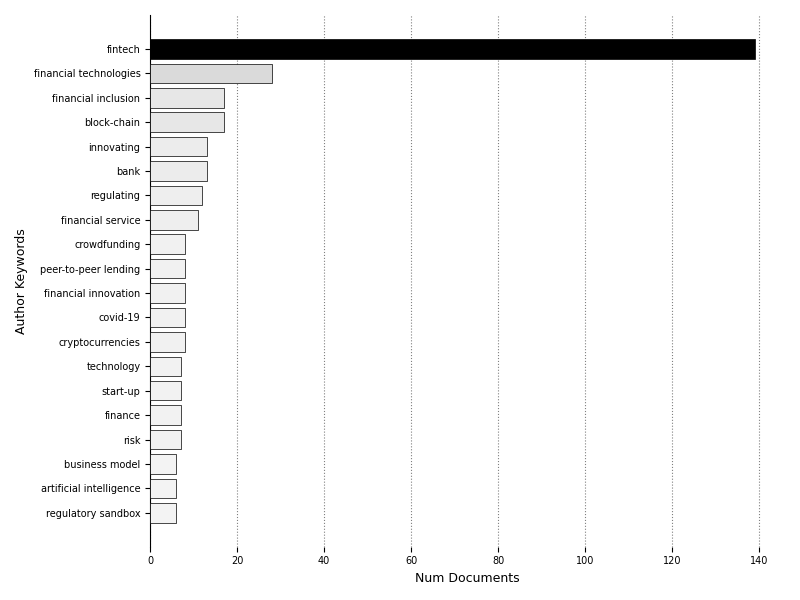 fintech
financial technologies
financial inclusion
block-chain
innovating
bank
regulating
financial service
crowdfunding
peer-to-peer lending
financial innovation
covid-19
cryptocurrencies
technology
start-up
finance
risk
business model
artificial intelligence
regulatory sandbox
Author Keywords
0 20 40 60 80 100 120 140
Num Documents